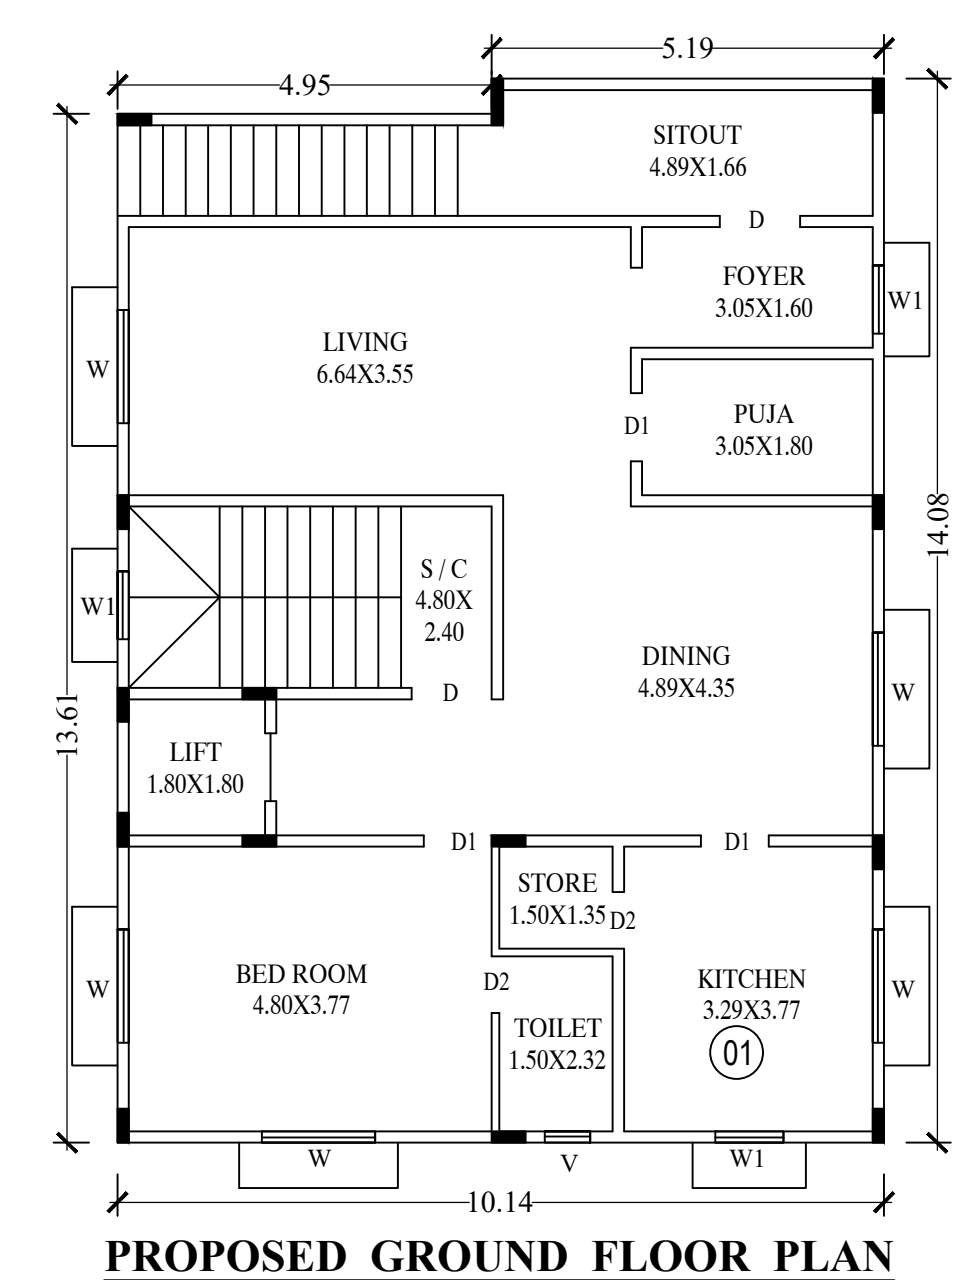 5.19
4.95
SITOUT
4.89X1.66
D
FOYER
3.05X1.60
W1
LIVING
6.64X3.55
W
PUJA
3.05X1.80
D1
14.08
S / C
4.80X
2.40
W1
DINING
4.89X4.35
W
D
13.61
LIFT
1.80X1.80
D1
D1
STORE
1.50X1.35
D2
BED ROOM
4.80X3.77
W
D2
KITCHEN
3.29X3.77
01
W
TOILET
1.50X2.32
W
V
W1
10.14
PROPOSED GROUND FLOOR PLAN